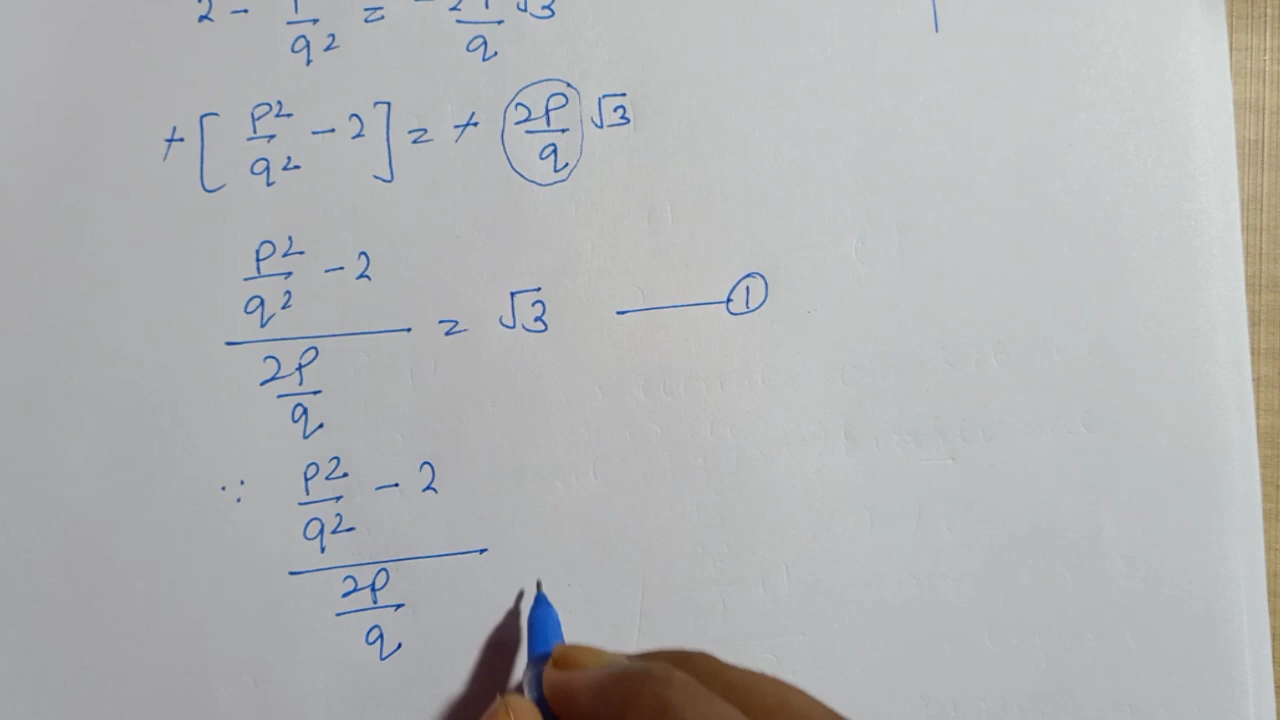 2 - p/q² = -2p/q √3
+ [ p²/q² - 2 ] = + 2p/q √3
(p²/q² - 2) / (2p/q) = √3 —— ①
∵ (p²/q² - 2) / (2p/q)